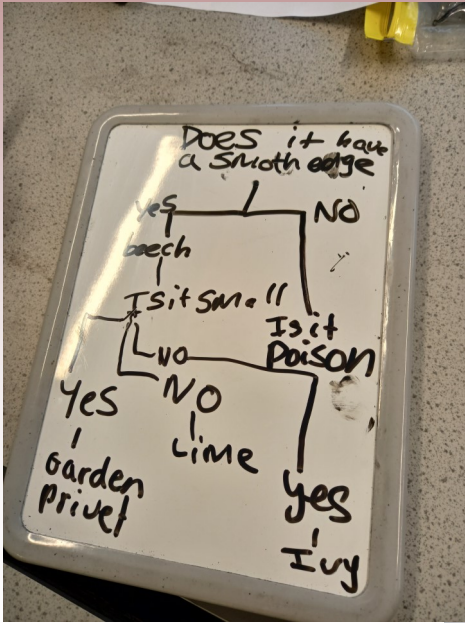 DOES it have
a smoth edge
yes
NO
beech
Is it small
Is it
Poison
NO
Yes
NO
Lime
Garden
privet
yes
Ivy